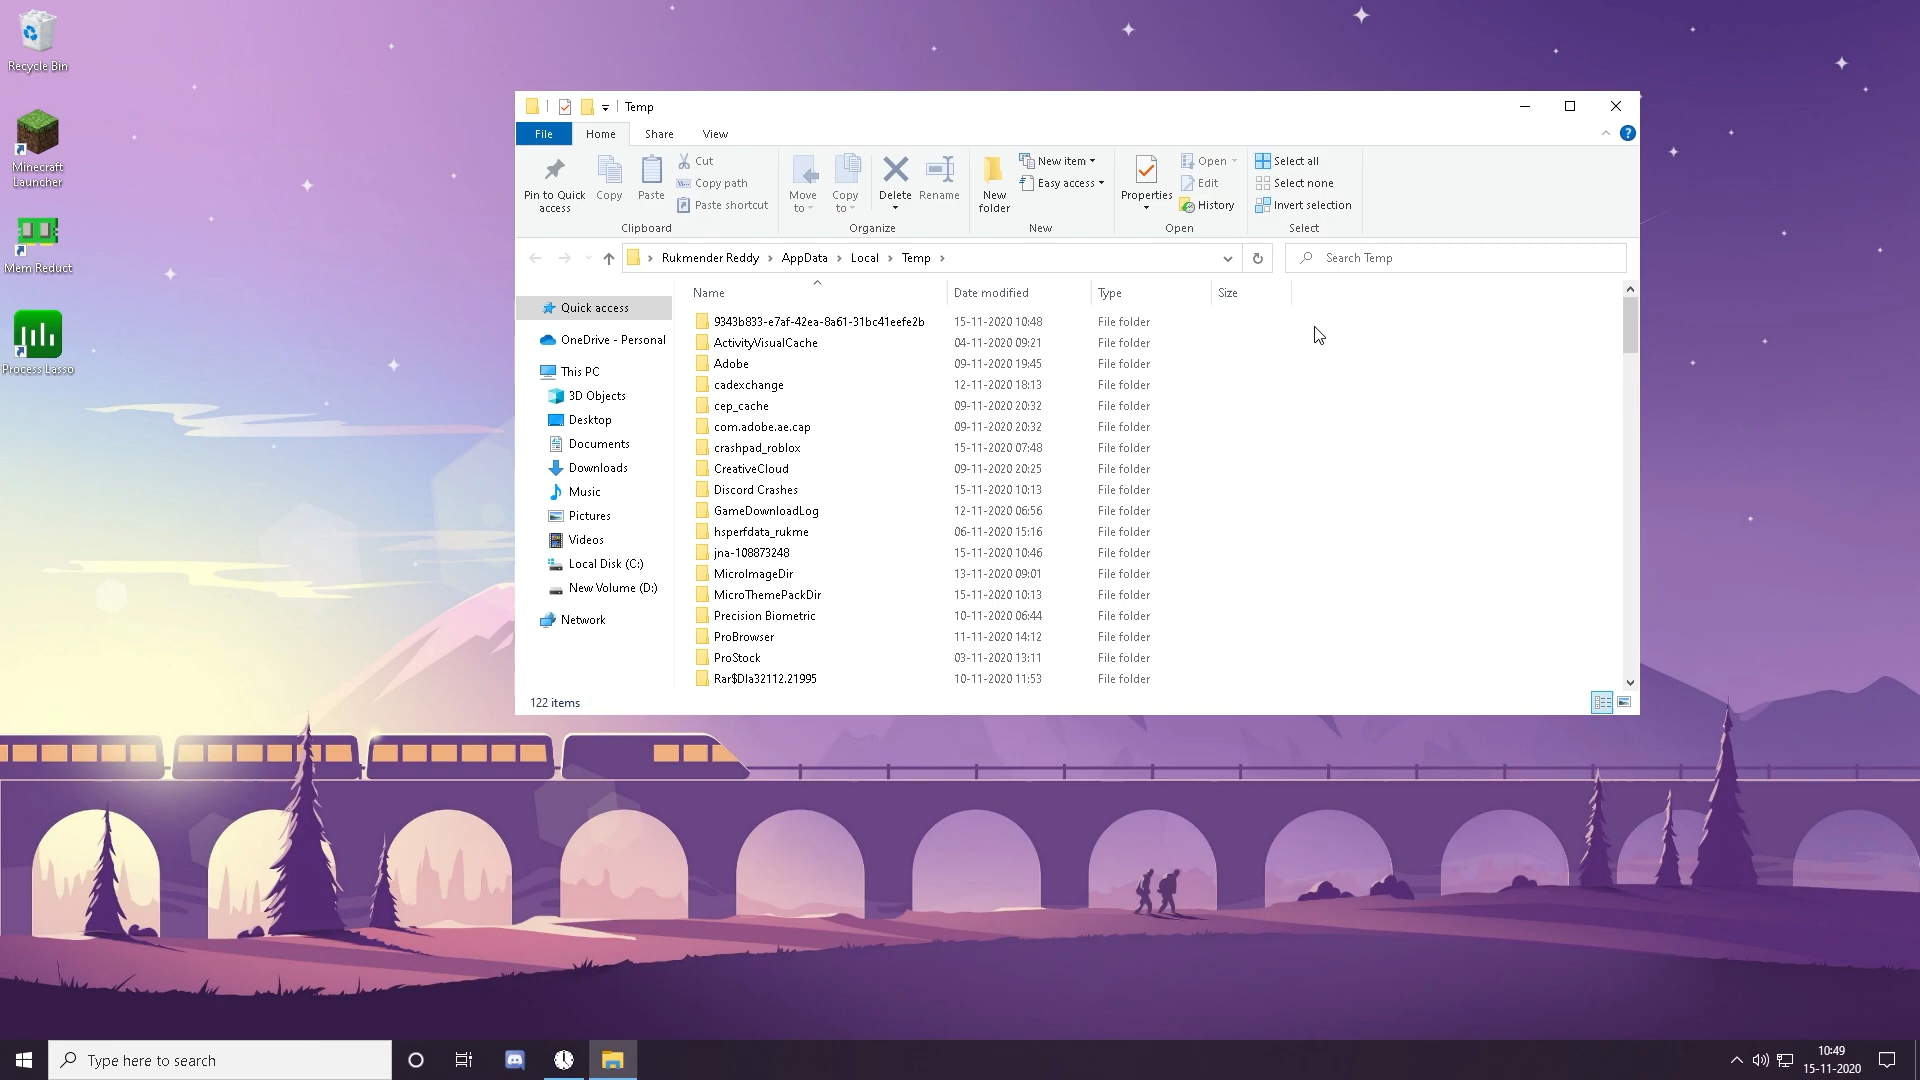 Recycle Bin
Minecraft
Launcher
Mem Reduct
Process Lasso
Temp
File Home Share View
Pin to Quick
access
Copy
Paste
Cut
Copy path
Paste shortcut
Clipboard
Move
to
Copy
to
Delete
Rename
Organize
New
folder
New item
Easy access
New
Properties
Open
Edit
History
Open
Select all
Select none
Invert selection
Select
Rukmender Reddy > AppData > Local > Temp >
Search Temp
Quick access
OneDrive - Personal
This PC
3D Objects
Desktop
Documents
Downloads
Music
Pictures
Videos
Local Disk (C:)
New Volume (D:)
Network
Name Date modified Type Size
9343b833-e7af-42ea-8a61-31bc41eefe2b 15-11-2020 10:48 File folder
ActivityVisualCache 04-11-2020 09:21 File folder
Adobe 09-11-2020 19:45 File folder
cadexchange 12-11-2020 18:13 File folder
cep_cache 09-11-2020 20:32 File folder
com.adobe.ae.cap 09-11-2020 20:32 File folder
crashpad_roblox 15-11-2020 07:48 File folder
CreativeCloud 09-11-2020 20:25 File folder
Discord Crashes 15-11-2020 10:13 File folder
GameDownloadLog 12-11-2020 06:56 File folder
hsperfdata_rukme 06-11-2020 15:16 File folder
jna-108873248 15-11-2020 10:46 File folder
MicroImageDir 13-11-2020 09:01 File folder
MicroThemePackDir 15-11-2020 10:13 File folder
Precision Biometric 10-11-2020 06:44 File folder
ProBrowser 11-11-2020 14:12 File folder
ProStock 03-11-2020 13:11 File folder
Rar$DIa32112.21995 10-11-2020 11:53 File folder
122 items
Type here to search
10:49
15-11-2020